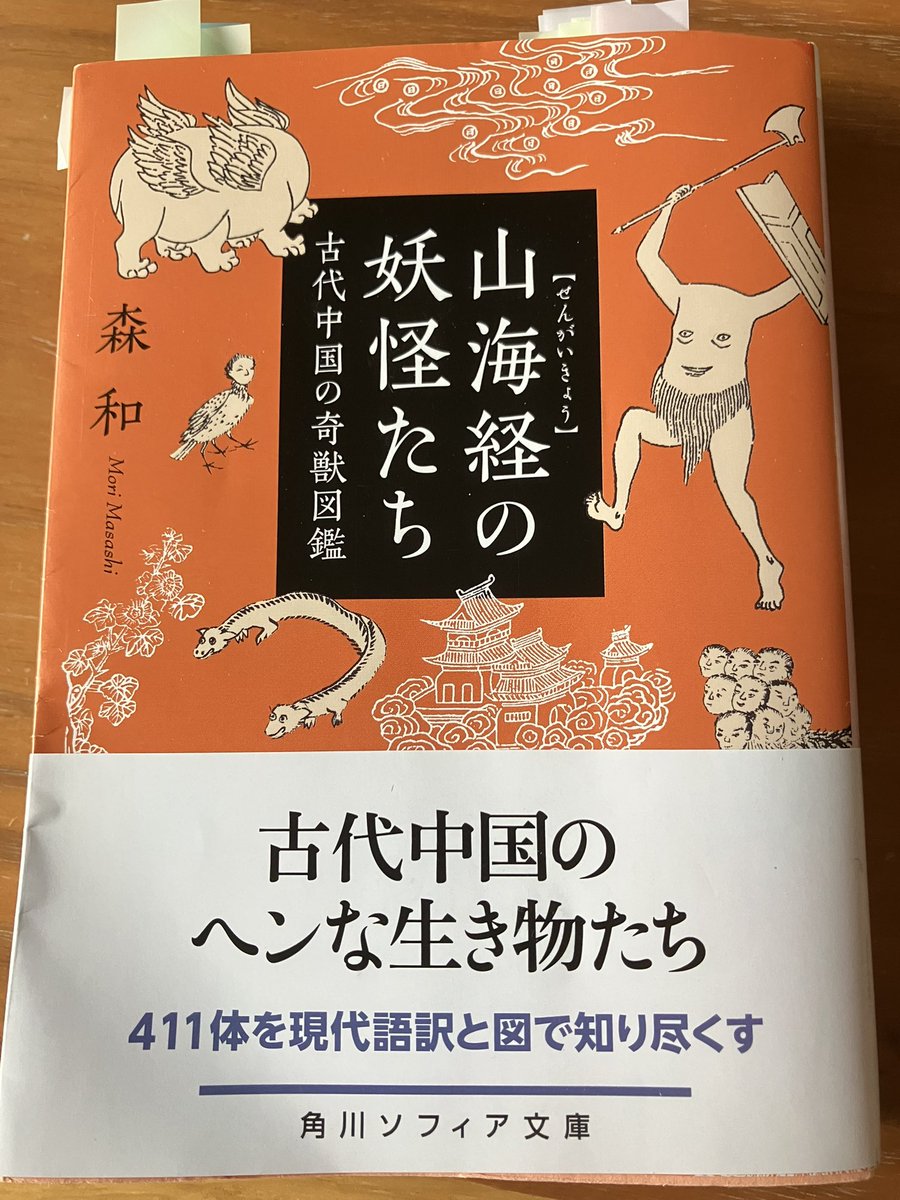 【せんがいきょう】
山海経の
妖怪たち
古代中国の奇獣図鑑
森和
Mori Masashi
古代中国の
ヘンな生き物たち
411体を現代語訳と図で知り尽くす
角川ソフィア文庫